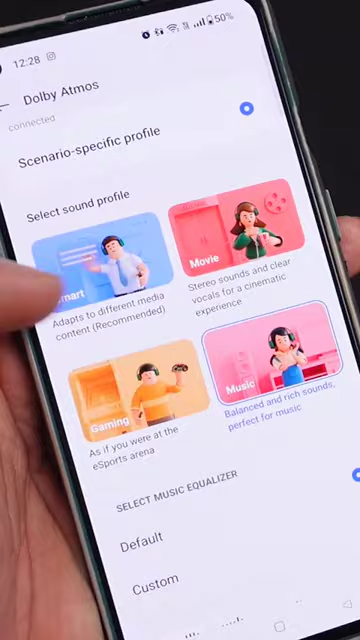 12:28
50%
Dolby Atmos
connected
Scenario-specific profile
Select sound profile
mart
Adapts to different media
content (Recommended)
Movie
Stereo sounds and clear
vocals for a cinematic
experience
Gaming
As if you were at the
eSports arena
Music
Balanced and rich sounds,
perfect for music
SELECT MUSIC EQUALIZER
Default
Custom